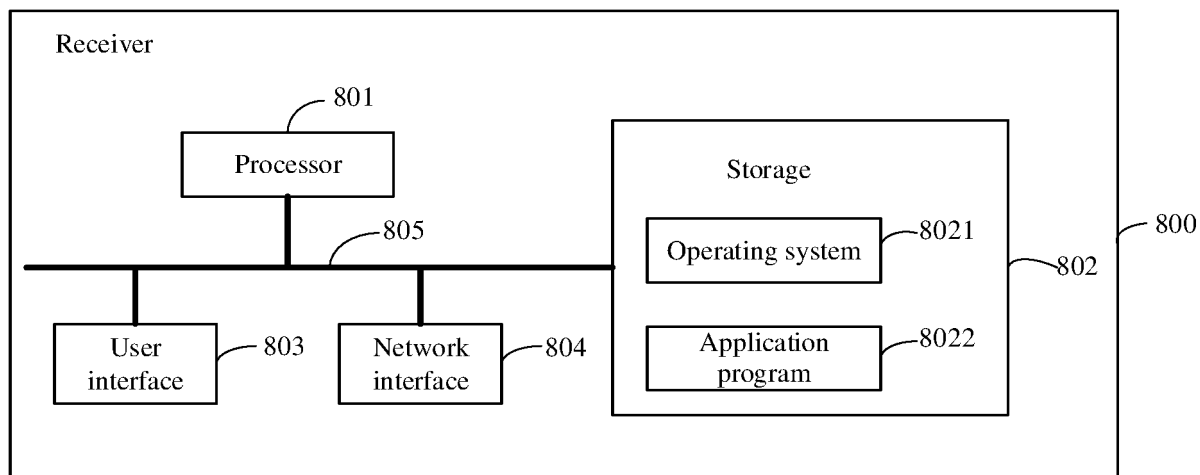 Receiver
801
Processor
Storage
805
Operating system
8021
800
802
User
interface
803
Network
interface
804
Application
program
8022